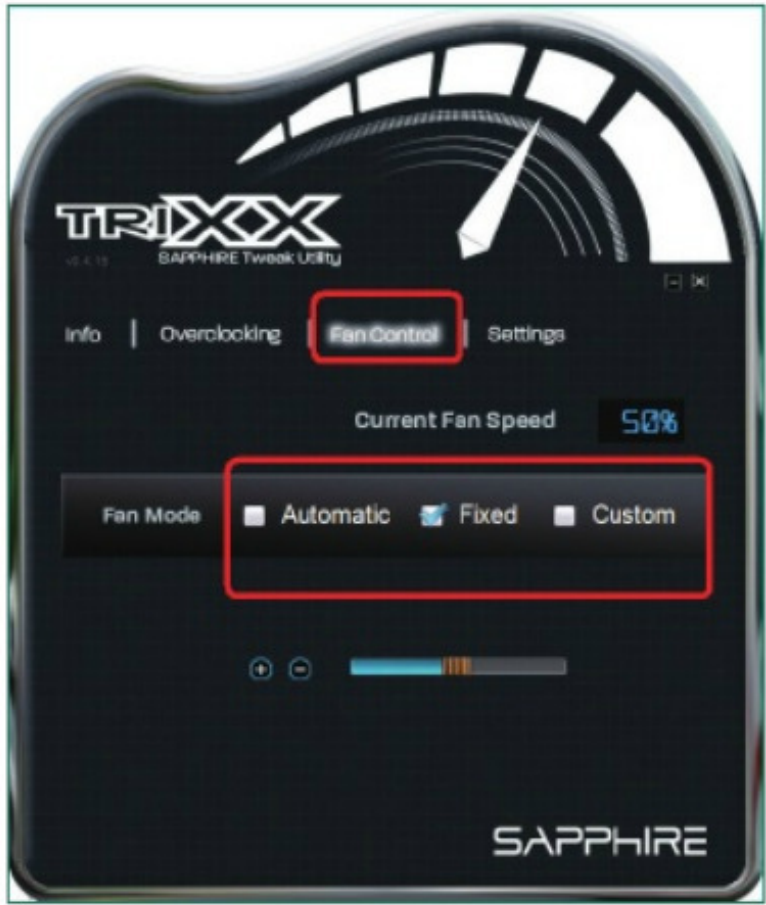 TRIXX
SAPPHIRE Tweak Utility
Info | Overclocking | Fan Control | Settings
Current Fan Speed 50%
Fan Mode Automatic Fixed Custom
SAPPHIRE